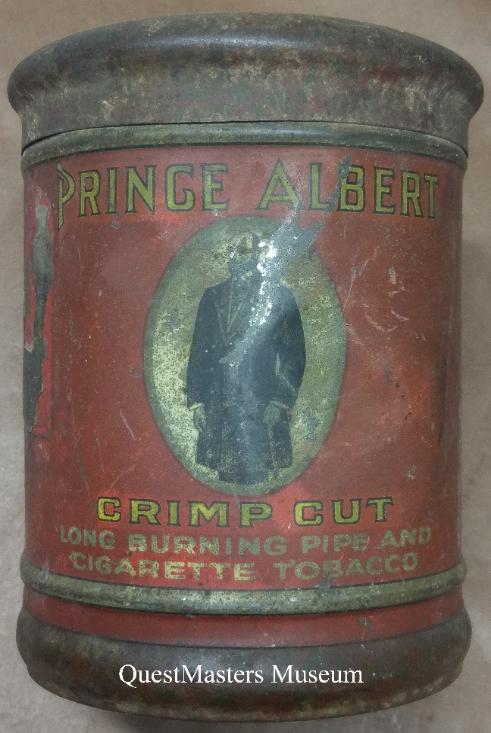 PRINCE ALBERT
CRIMP CUT
LONG BURNING PIPE AND
CIGARETTE TOBACCO
QuestMasters Museum